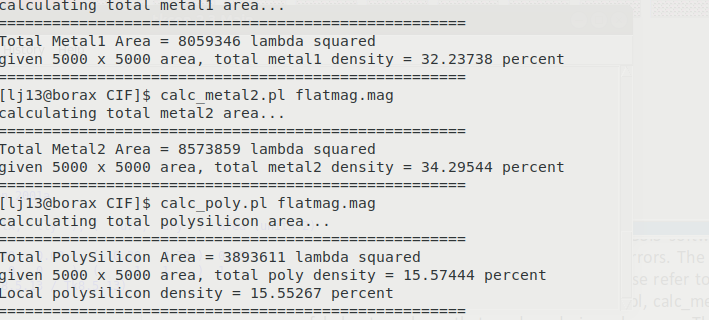 calculating total metal1 area...
====================================================
Total Metal1 Area = 8059346 lambda squared
given 5000 x 5000 area, total metal1 density = 32.23738 percent
====================================================
[lj13@borax CIF]$ calc_metal2.pl flatmag.mag
calculating total metal2 area...
====================================================
Total Metal2 Area = 8573859 lambda squared
given 5000 x 5000 area, total metal2 density = 34.29544 percent
====================================================
[lj13@borax CIF]$ calc_poly.pl flatmag.mag
calculating total polysilicon area...
====================================================
Total PolySilicon Area = 3893611 lambda squared
given 5000 x 5000 area, total poly density = 15.57444 percent
Local polysilicon density = 15.55267 percent
====================================================
rrors. The
se refer to
ol, calc_me